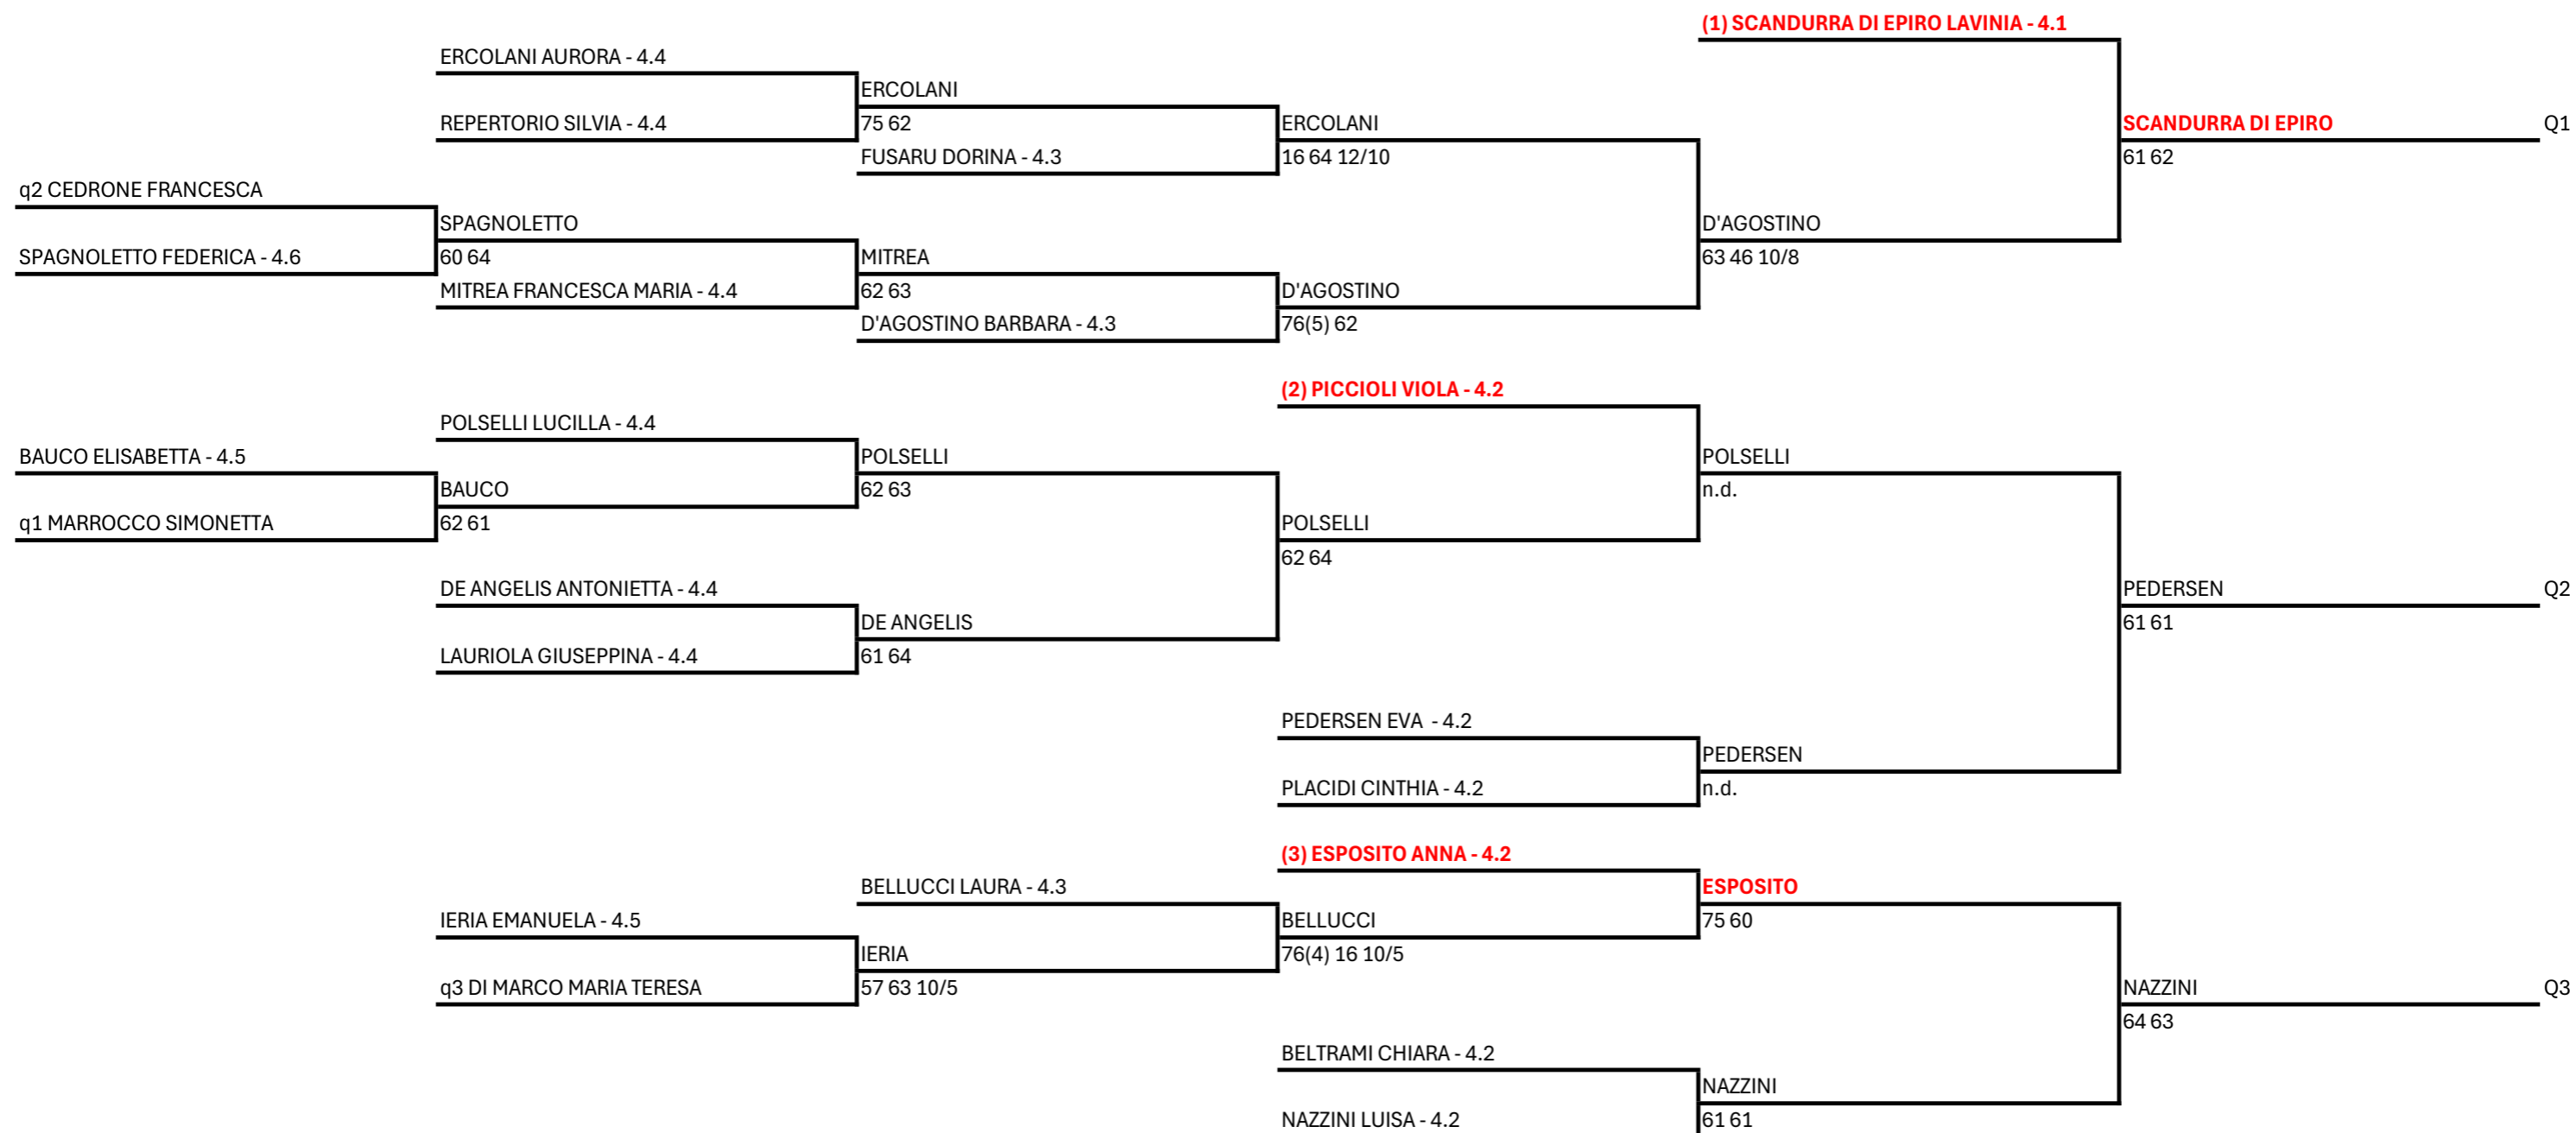 (1) SCANDURRA DI EPIRO LAVINIA - 4.1
ERCOLANI AURORA - 4.4
ERCOLANI
REPERTORIO SILVIA - 4.4
75 62
ERCOLANI
SCANDURRA DI EPIRO
Q1
FUSARU DORINA - 4.3
16 64 12/10
61 62
q2 CEDRONE FRANCESCA
SPAGNOLETTO
D'AGOSTINO
SPAGNOLETTO FEDERICA - 4.6
60 64
MITREA
63 46 10/8
MITREA FRANCESCA MARIA - 4.4
62 63
D'AGOSTINO
D'AGOSTINO BARBARA - 4.3
76(5) 62
(2) PICCIOLI VIOLA - 4.2
POLSELLI LUCILLA - 4.4
BAUCO ELISABETTA - 4.5
POLSELLI
POLSELLI
BAUCO
62 63
n.d.
q1 MARROCCO SIMONETTA
62 61
POLSELLI
62 64
DE ANGELIS ANTONIETTA - 4.4
PEDERSEN
Q2
DE ANGELIS
61 61
LAURIOLA GIUSEPPINA - 4.4
61 64
PEDERSEN EVA  - 4.2
PEDERSEN
PLACIDI CINTHIA - 4.2
n.d.
(3) ESPOSITO ANNA - 4.2
BELLUCCI LAURA - 4.3
ESPOSITO
IERIA EMANUELA - 4.5
BELLUCCI
75 60
IERIA
76(4) 16 10/5
q3 DI MARCO MARIA TERESA
57 63 10/5
NAZZINI
Q3
64 63
BELTRAMI CHIARA - 4.2
NAZZINI
NAZZINI LUISA - 4.2
61 61